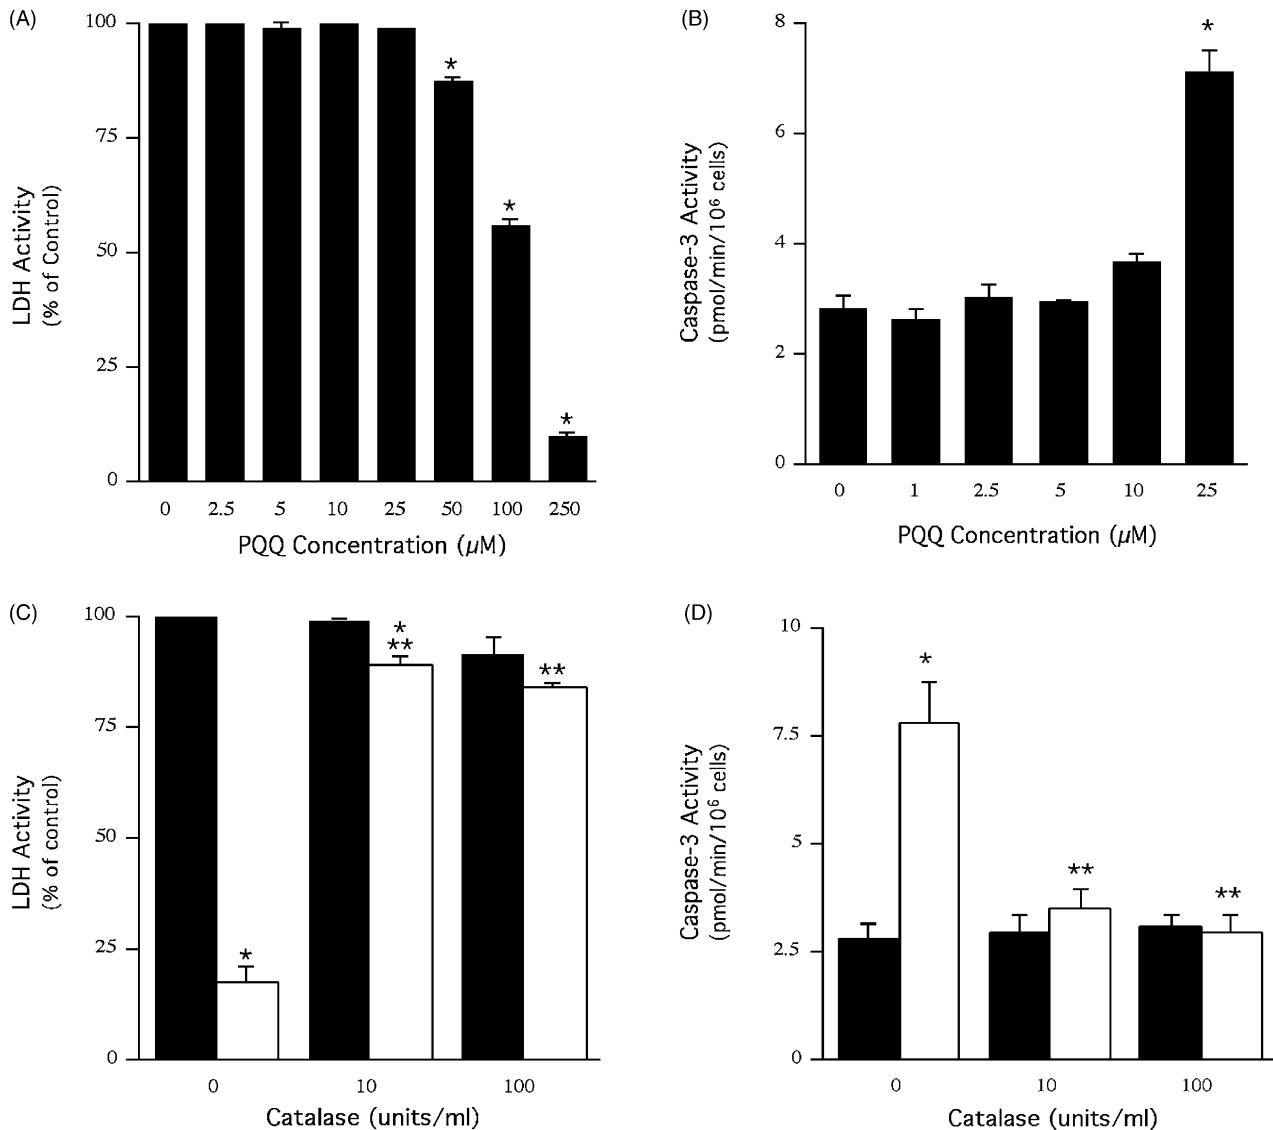 (A)
100
75
50
25
0
LDH Activity
(% of Control)
*
*
*
0 2.5 5 10 25 50 100 250
PQQ Concentration (µM)
(B)
8
6
4
2
0
Caspase-3 Activity
(pmol/min/10⁶ cells)
*
0 1 2.5 5 10 25
PQQ Concentration (µM)
(C)
100
75
50
25
0
LDH Activity
(% of control)
*
*
**
**
0 10 100
Catalase (units/ml)
(D)
10
7.5
5
2.5
0
Caspase-3 Activity
(pmol/min/10⁶ cells)
*
**
**
0 10 100
Catalase (units/ml)